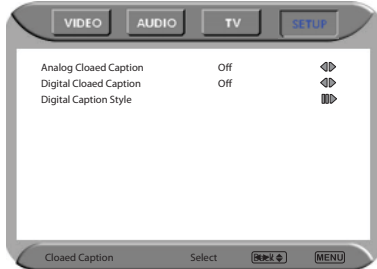 VIDEO AUDIO TV SETUP
Analog Cloaed Caption Off
Digital Cloaed Caption Off
Digital Caption Style
Cloaed Caption Select MENU